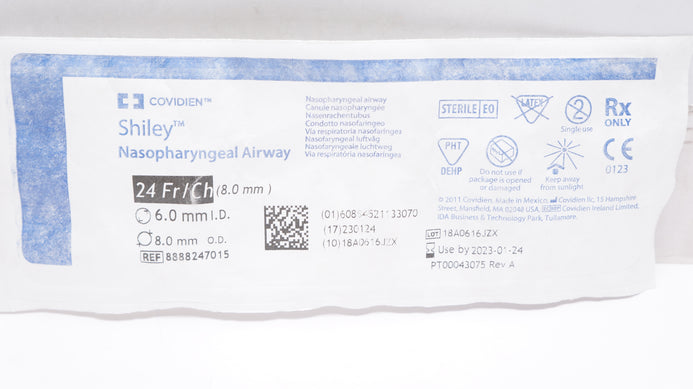 COVIDIEN™
Shiley™
Nasopharyngeal Airway
24 Fr/Ch (8.0 mm)
6.0 mm I.D.
8.0 mm O.D.
REF 8888247015
Nasopharyngeal airway
Canule nasopharyngée
Nasenrachentubus
Condotto nasofaringeo
Vía respiratoria nasofaríngea
Nasopharyngeal luftväg
Nasofaryngeale luchtweg
Via respiratória nasofaríngea
(17)230124
(10)18A0616JZX
STERILE EO
LATEX
2
Single use
Rx
ONLY
PHT
DEHP
Do not use if
package is opened
or damaged
Keep away
from sunlight
CE
0123
© 2011 Covidien. Made in Mexico. Covidien llc, 15 Hampshire
Street, Mansfield, MA 02048 USA. Covidien Ireland Limited,
IDA Business & Technology Park, Tullamore.
LOT 18A0616JZX
Use by 2023-01-24
PT00043075 Rev A